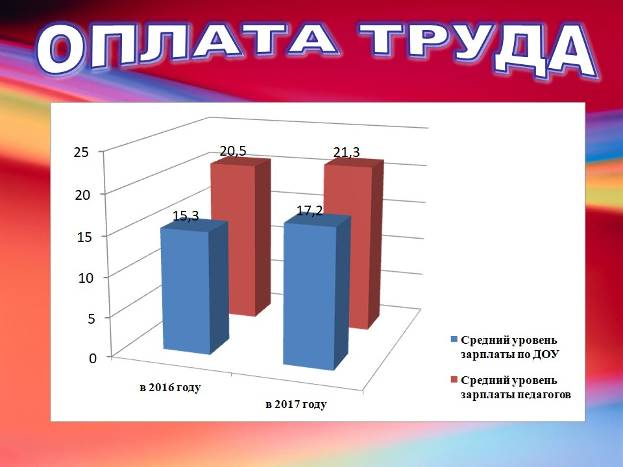 ОПЛАТА ТРУДА
25
20
15
10
5
0
20,5
21,3
15,3
17,2
в 2016 году
в 2017 году
Средний уровень
зарплаты по ДОУ
Средний уровень
зарплаты педагогов